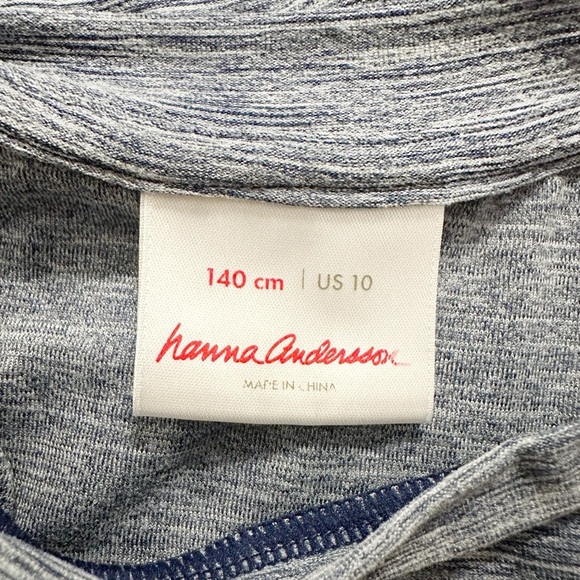 140 cm | US 10
hanna Andersson
MADE IN CHINA